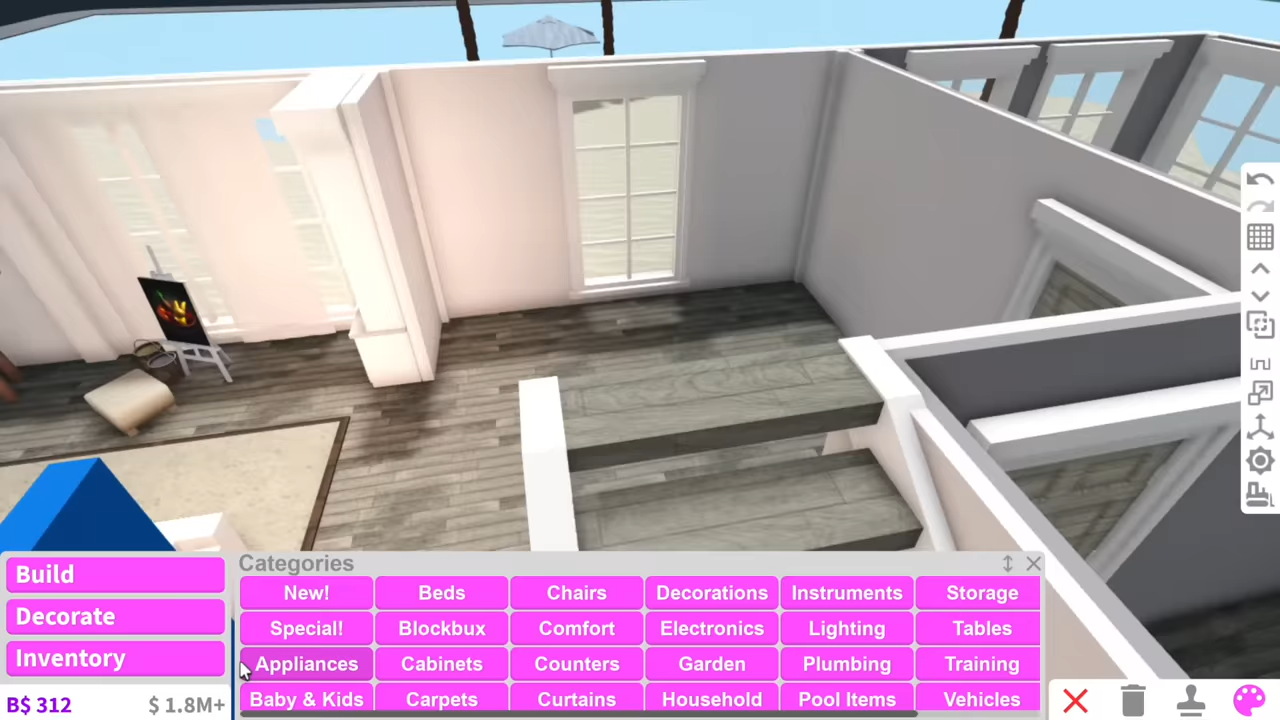 Build
Decorate
Inventory
B$ 312 $ 1.8M+
Categories
New! Beds Chairs Decorations Instruments Storage
Special! Blockbux Comfort Electronics Lighting Tables
Appliances Cabinets Counters Garden Plumbing Training
Baby & Kids Carpets Curtains Household Pool Items Vehicles